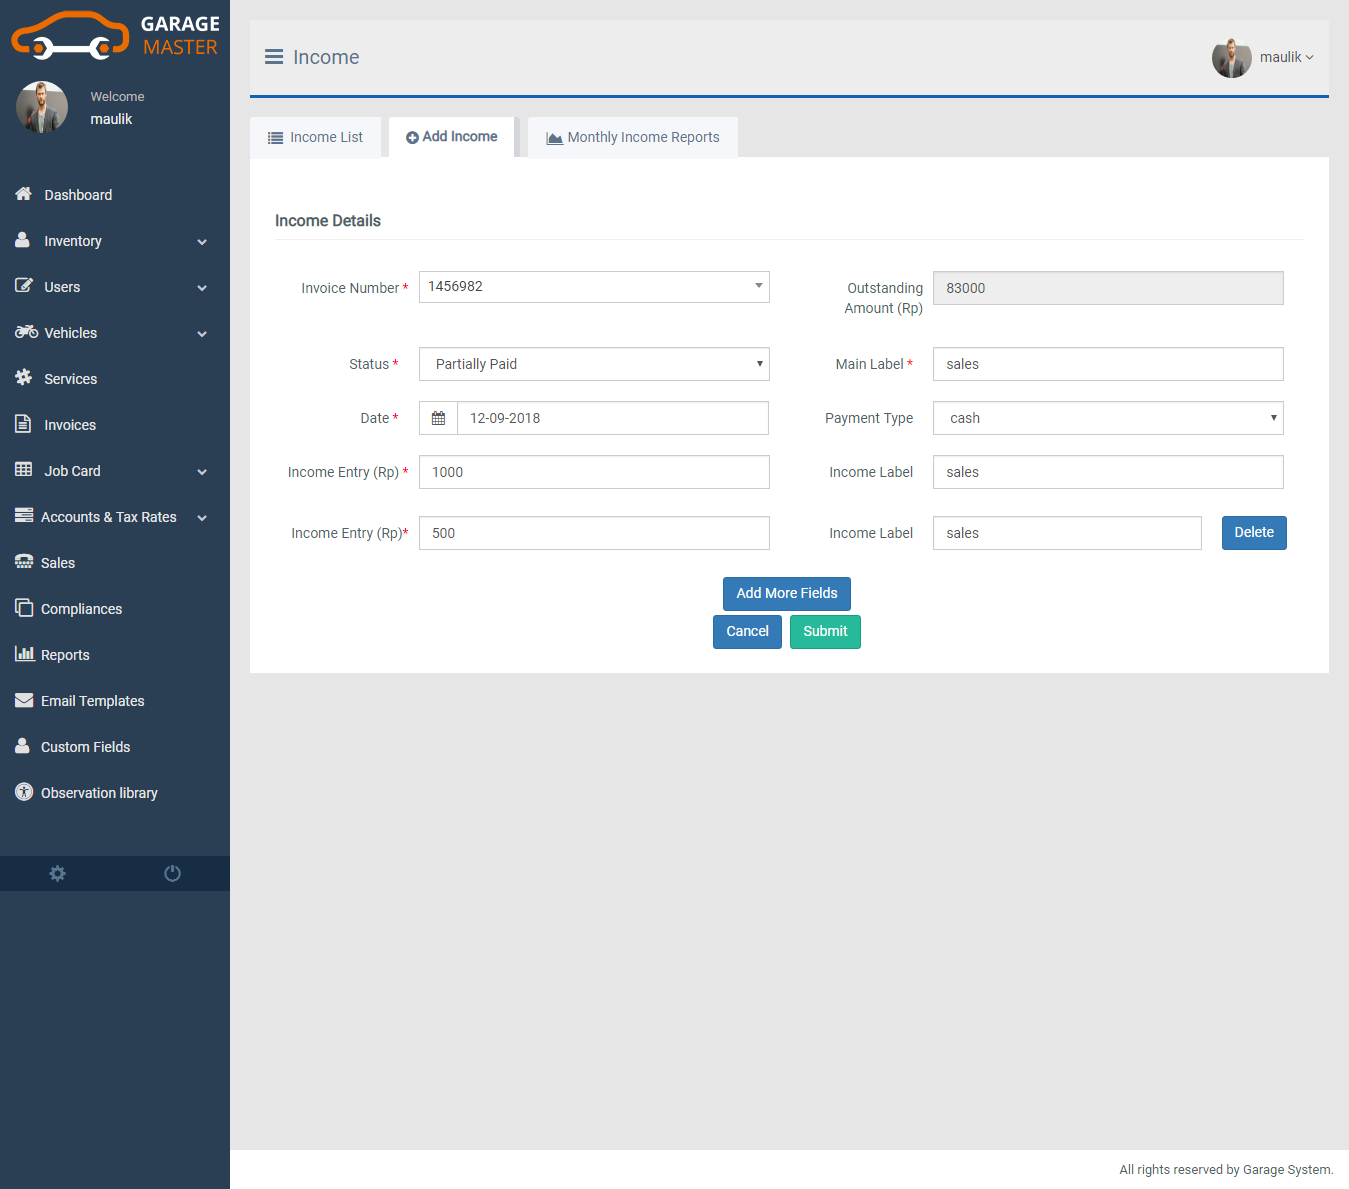 GARAGE
MASTER
Welcome
maulik
Dashboard
Inventory
Users
Vehicles
Services
Invoices
Job Card
Accounts & Tax Rates
Sales
Compliances
Reports
Email Templates
Custom Fields
Observation library
Income
maulik
Income List
Add Income
Monthly Income Reports
Income Details
Invoice Number * 1456982
Outstanding Amount (Rp) 83000
Status * Partially Paid
Main Label * sales
Date * 12-09-2018
Payment Type cash
Income Entry (Rp) * 1000
Income Label sales
Income Entry (Rp)* 500
Income Label sales
Delete
Add More Fields
Cancel Submit
All rights reserved by Garage System.